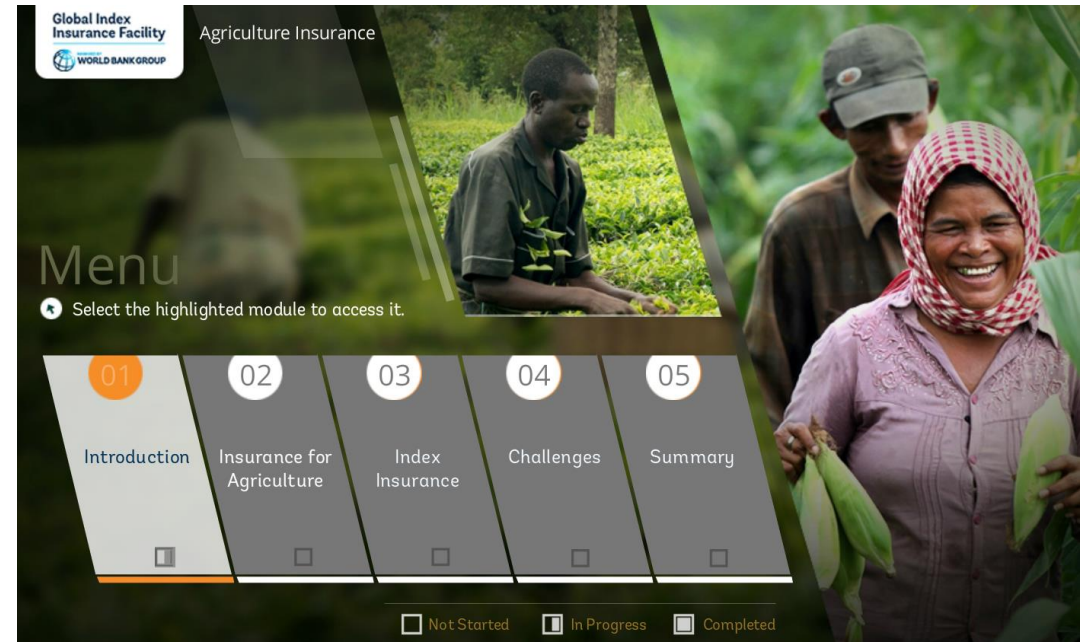 Global Index
Insurance Facility
WORLD BANK GROUP
Agriculture Insurance
Menu
Select the highlighted module to access it.
01
Introduction
02
Insurance for
Agriculture
03
Index
Insurance
04
Challenges
05
Summary
Not Started
In Progress
Completed